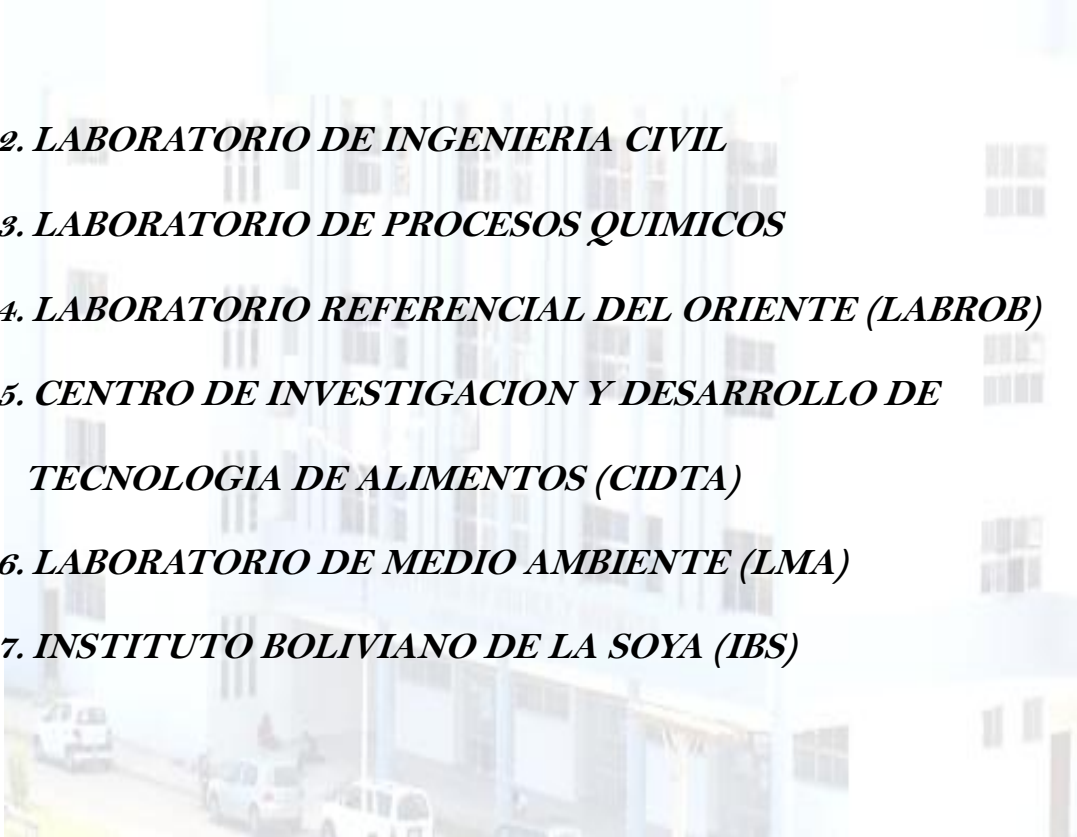 2. LABORATORIO DE INGENIERIA CIVIL
3. LABORATORIO DE PROCESOS QUIMICOS
4. LABORATORIO REFERENCIAL DEL ORIENTE (LABROB)
5. CENTRO DE INVESTIGACION Y DESARROLLO DE
TECNOLOGIA DE ALIMENTOS (CIDTA)
6. LABORATORIO DE MEDIO AMBIENTE (LMA)
7. INSTITUTO BOLIVIANO DE LA SOYA (IBS)